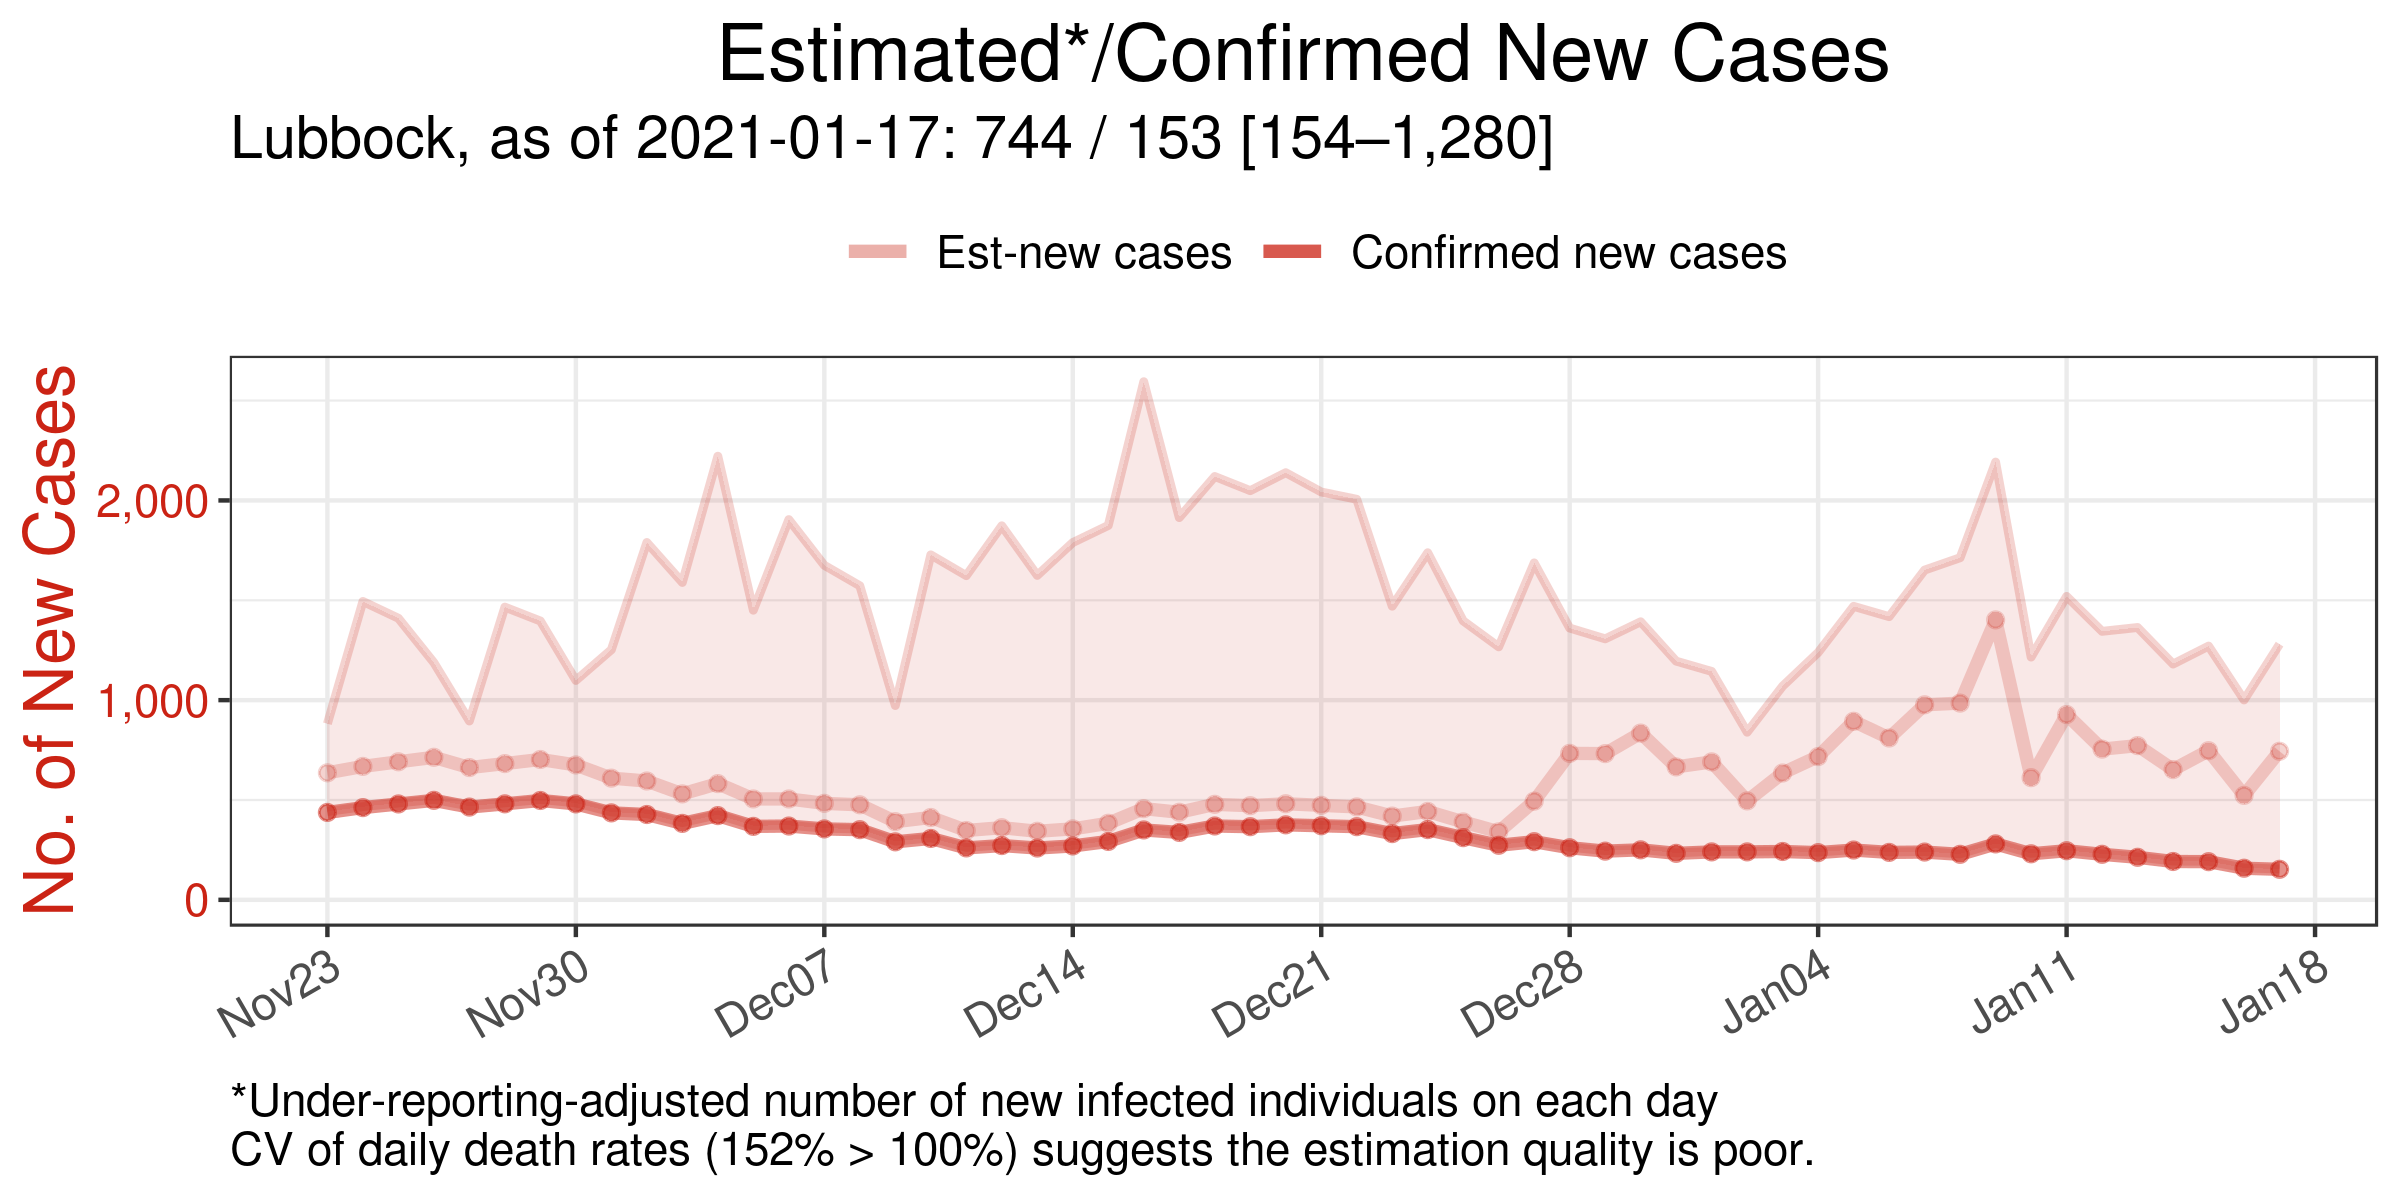 Estimated*/Confirmed New Cases
Lubbock, as of 2021-01-17: 744 / 153 [154–1,280]
Est-new cases Confirmed new cases
No. of New Cases
2,000
1,000
0
Nov23 Nov30 Dec07 Dec14 Dec21 Dec28 Jan04 Jan11 Jan18
*Under-reporting-adjusted number of new infected individuals on each day
CV of daily death rates (152% > 100%) suggests the estimation quality is poor.